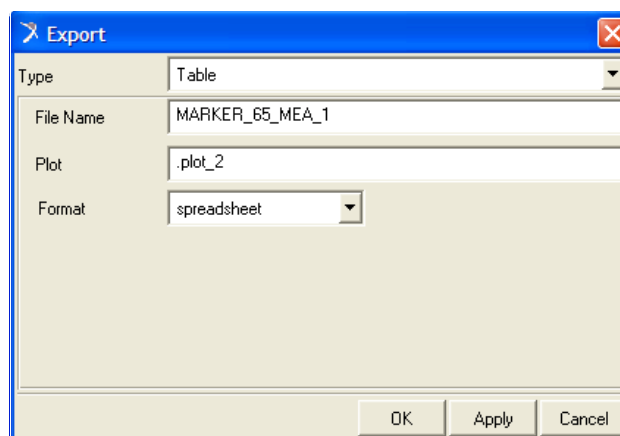 Export
Type Table
File Name MARKER_65_MEA_1
Plot .plot_2
Format spreadsheet
OK Apply Cancel